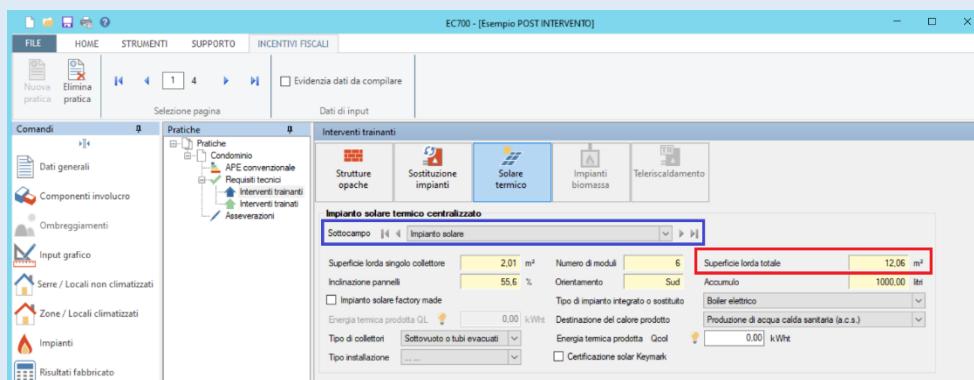 EC700 - [Esempio POST INTERVENTO]
FILE HOME STRUMENTI SUPPORTO INCENTIVI FISCALI
Nuova pratica
Elimina pratica
1 4
Selezione pagina
Evidenzia dati da compilare
Dati di input
Comandi
Dati generali
Componenti involucro
Ombreggiamenti
Input grafico
Serre / Locali non climatizzati
Zone / Locali climatizzati
Impianti
Risultati fabbricato
Pratiche
Pratiche
Condominio
APE convenzionale
Requisiti tecnici
Interventi trainanti
Interventi trainati
Asseverazioni
Interventi trainanti
Strutture opache
Sostituzione impianti
Solare termico
Impianti biomassa
Teleriscaldamento
Impianto solare termico centralizzato
Sottocampo Impianto solare
Superficie lorda singolo collettore 2,01 m² Numero di moduli 6 Superficie lorda totale 12,06 m²
Inclinazione pannelli 55,6 % Orientamento Sud Accumulo 1000,00 litri
Impianto solare factory made Tipo di impianto integrato o sostituito Boiler elettrico
Energia termica prodotta QL 0,00 kWht Destinazione del calore prodotto Produzione di acqua calda sanitaria (a.c.s.)
Tipo di collettori Sottovuoto o tubi evacuati Energia termica prodotta Qcol 0,00 kWht
Tipo installazione ... ... Certificazione solar Keymark